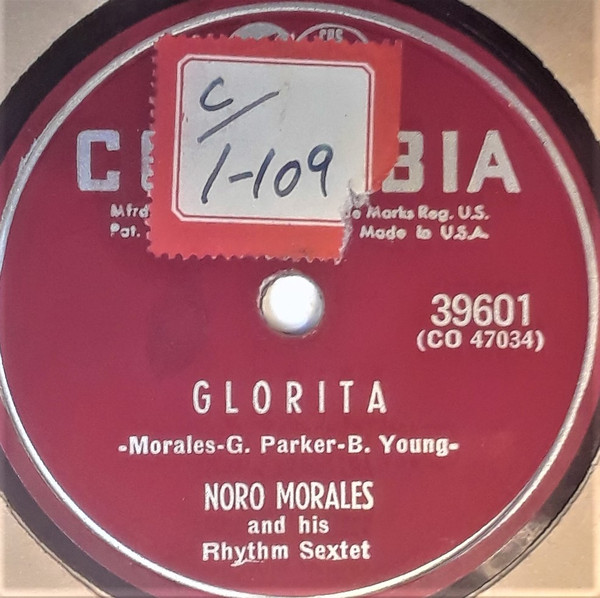 CBS
C/
1-109
C BIA
Mfrd. Marks Reg. U.S.
Pat. Made in U.S.A.
39601
(CO 47034)
GLORITA
-Morales-G. Parker-B. Young-
NORO MORALES
and his
Rhythm Sextet